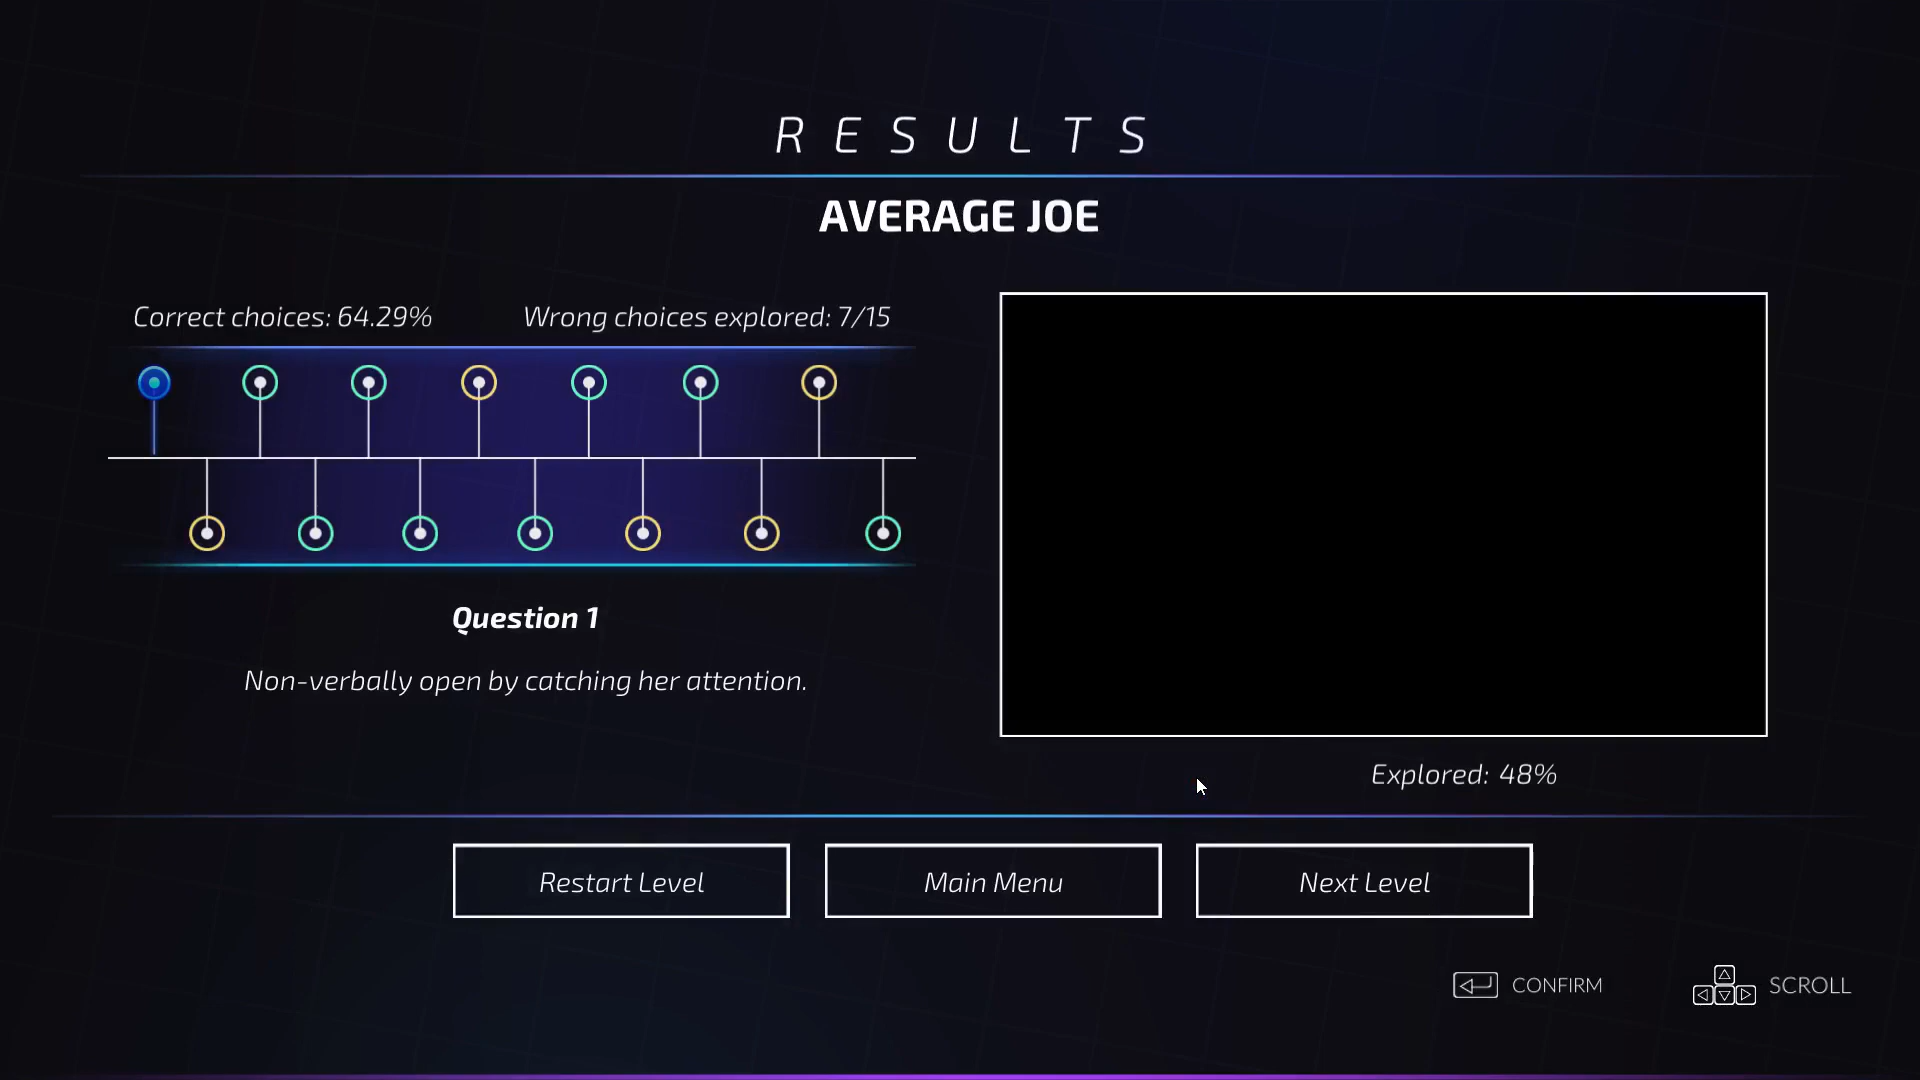 RESULTS
AVERAGE JOE
Correct choices: 64.29%
Wrong choices explored: 7/15
Question 1
Non-verbally open by catching her attention.
Explored: 48%
Restart Level
Main Menu
Next Level
CONFIRM
SCROLL